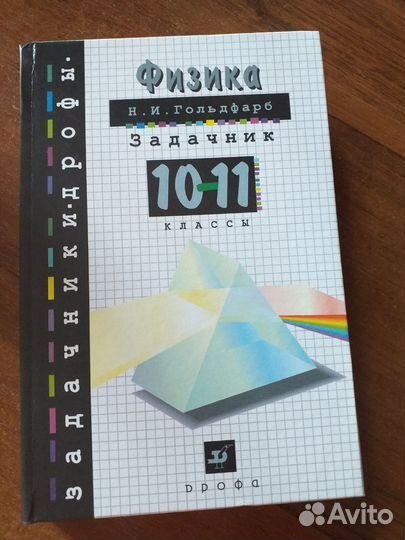 Физика
Н.И.Гольдфарб
Задачник
10-11
классы
задачники·дрофы·
дрофа
Avito